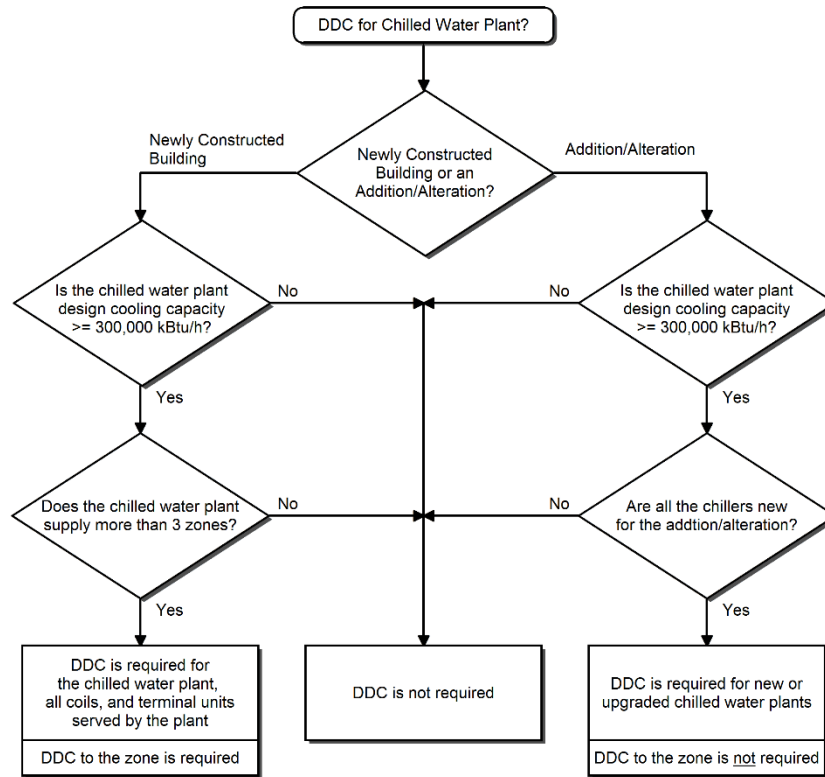 DDC for Chilled Water Plant?
Newly Constructed
Building
Addition/Alteration
Newly Constructed
Building or an
Addition/Alteration?
Is the chilled water plant
design cooling capacity
>= 300,000 kBtu/h?
No
No
Is the chilled water plant
design cooling capacity
>= 300,000 kBtu/h?
Yes
Yes
Does the chilled water plant
supply more than 3 zones?
No
No
Are all the chillers new
for the addtion/alteration?
Yes
Yes
DDC is required for
the chilled water plant,
all coils, and terminal units
served by the plant
DDC to the zone is required
DDC is not required
DDC is required for new or
upgraded chilled water plants
DDC to the zone is not required